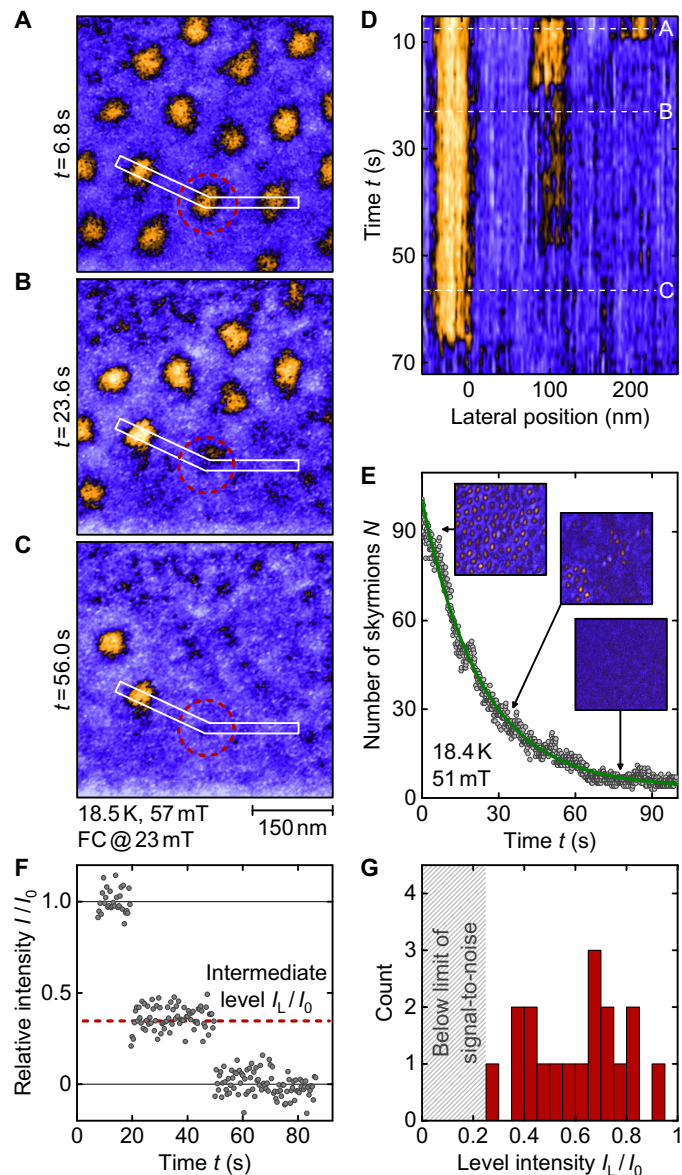 A
t = 6.8 s
B
t = 23.6 s
C
t = 56.0 s
18.5 K, 57 mT
FC @ 23 mT
150 nm
D
10
30
50
70
Time t (s)
A
B
C
0
100
200
Lateral position (nm)
E
90
60
30
0
Number of skyrmions N
18.4 K
51 mT
0
30
60
90
Time t (s)
F
1.0
0.5
0
Relative intensity I / I0
Intermediate
level IL / I0
0
20
40
60
80
Time t (s)
G
4
3
2
1
0
Count
Below limit of
signal-to-noise
0
0.2
0.4
0.6
0.8
1
Level intensity IL / I0